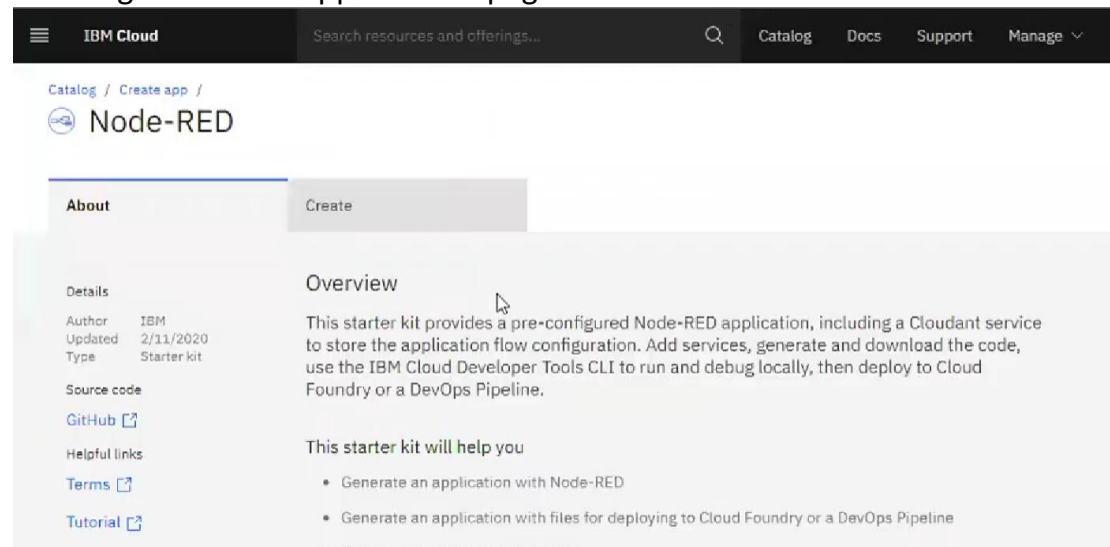 IBM Cloud
Search resources and offerings...
Catalog
Docs
Support
Manage
Catalog / Create app /
Node-RED
About
Create
Details
Author IBM
Updated 2/11/2020
Type Starter kit
Source code
GitHub
Helpful links
Terms
Tutorial
Overview
This starter kit provides a pre-configured Node-RED application, including a Cloudant service
to store the application flow configuration. Add services, generate and download the code,
use the IBM Cloud Developer Tools CLI to run and debug locally, then deploy to Cloud
Foundry or a DevOps Pipeline.
This starter kit will help you
• Generate an application with Node-RED
• Generate an application with files for deploying to Cloud Foundry or a DevOps Pipeline